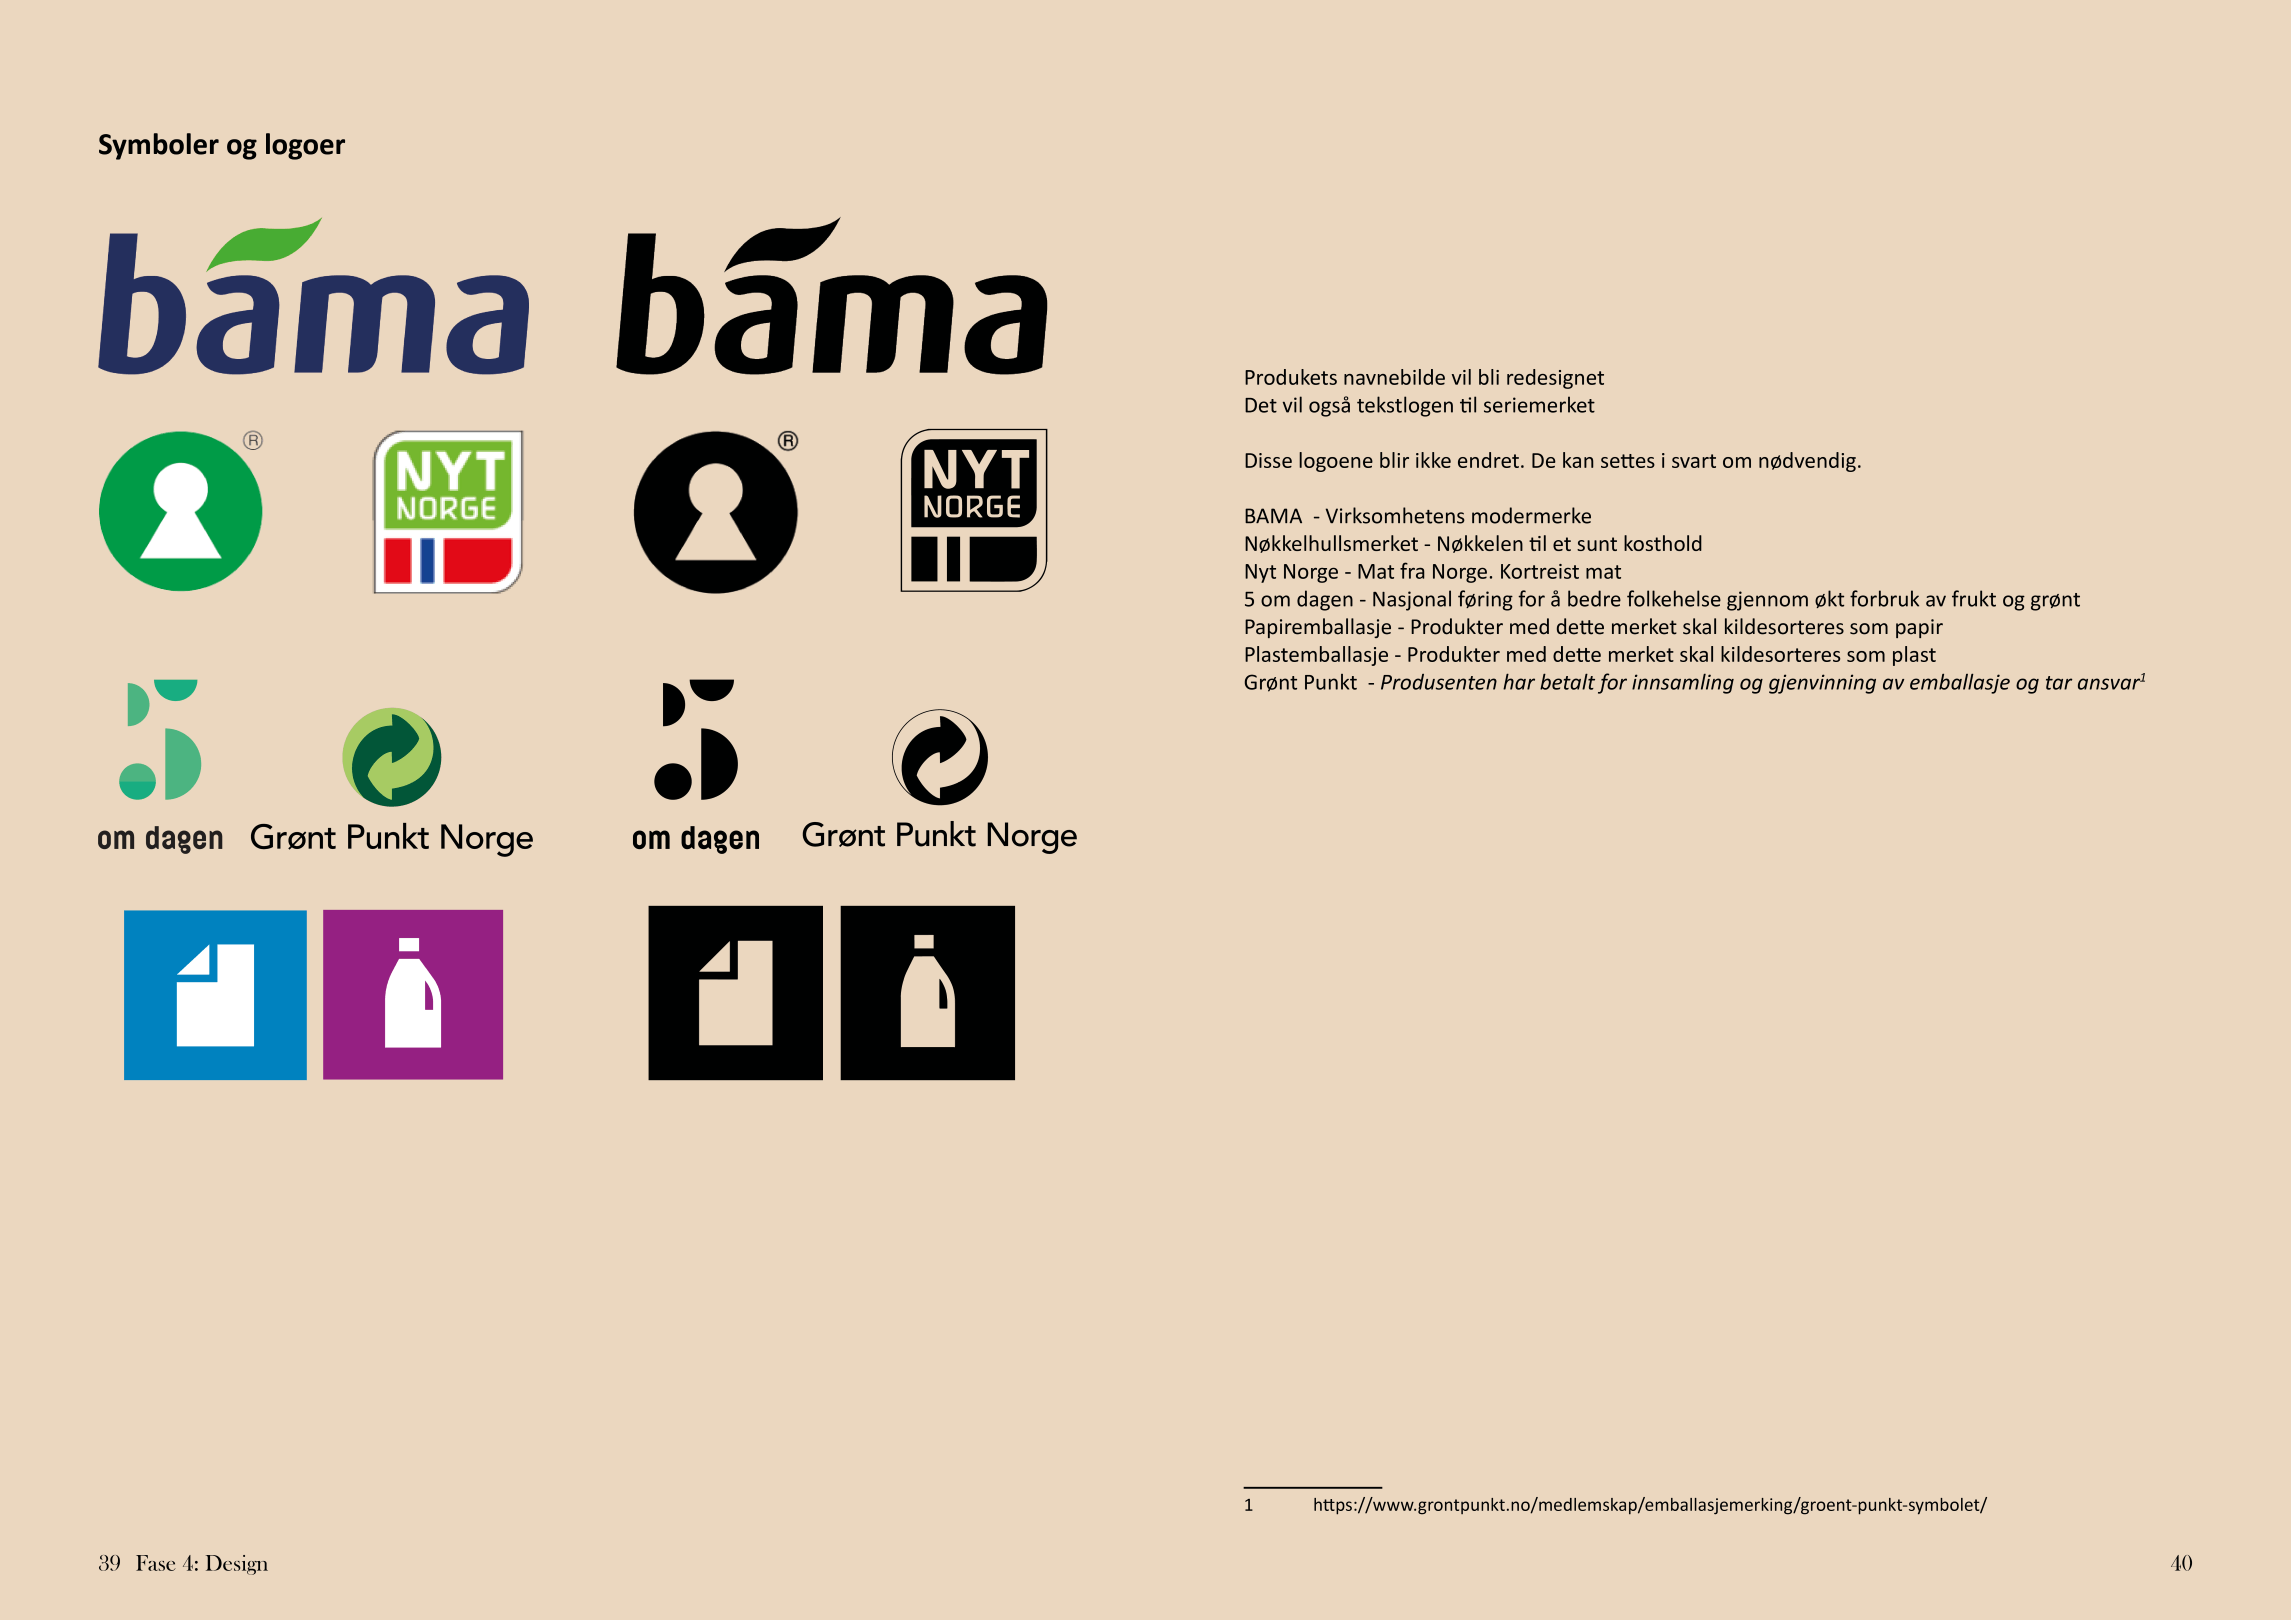 Symboler og logoer
bama bama
®
NYT
NORGE
®
NYT
NORGE
5
om dagen
Grønt Punkt Norge
5
om dagen
Grønt Punkt Norge
Produkets navnebilde vil bli redesignet
Det vil også tekstlogen til seriemerket
Disse logoene blir ikke endret. De kan settes i svart om nødvendig.
BAMA - Virksomhetens modermerke
Nøkkelhullsmerket - Nøkkelen til et sunt kosthold
Nyt Norge - Mat fra Norge. Kortreist mat
5 om dagen - Nasjonal føring for å bedre folkehelse gjennom økt forbruk av frukt og grønt
Papiremballasje - Produkter med dette merket skal kildesorteres som papir
Plastemballasje - Produkter med dette merket skal kildesorteres som plast
Grønt Punkt - Produsenten har betalt for innsamling og gjenvinning av emballasje og tar ansvar1
1 https://www.grontpunkt.no/medlemskap/emballasjemerking/groent-punkt-symbolet/
39 Fase 4: Design
40